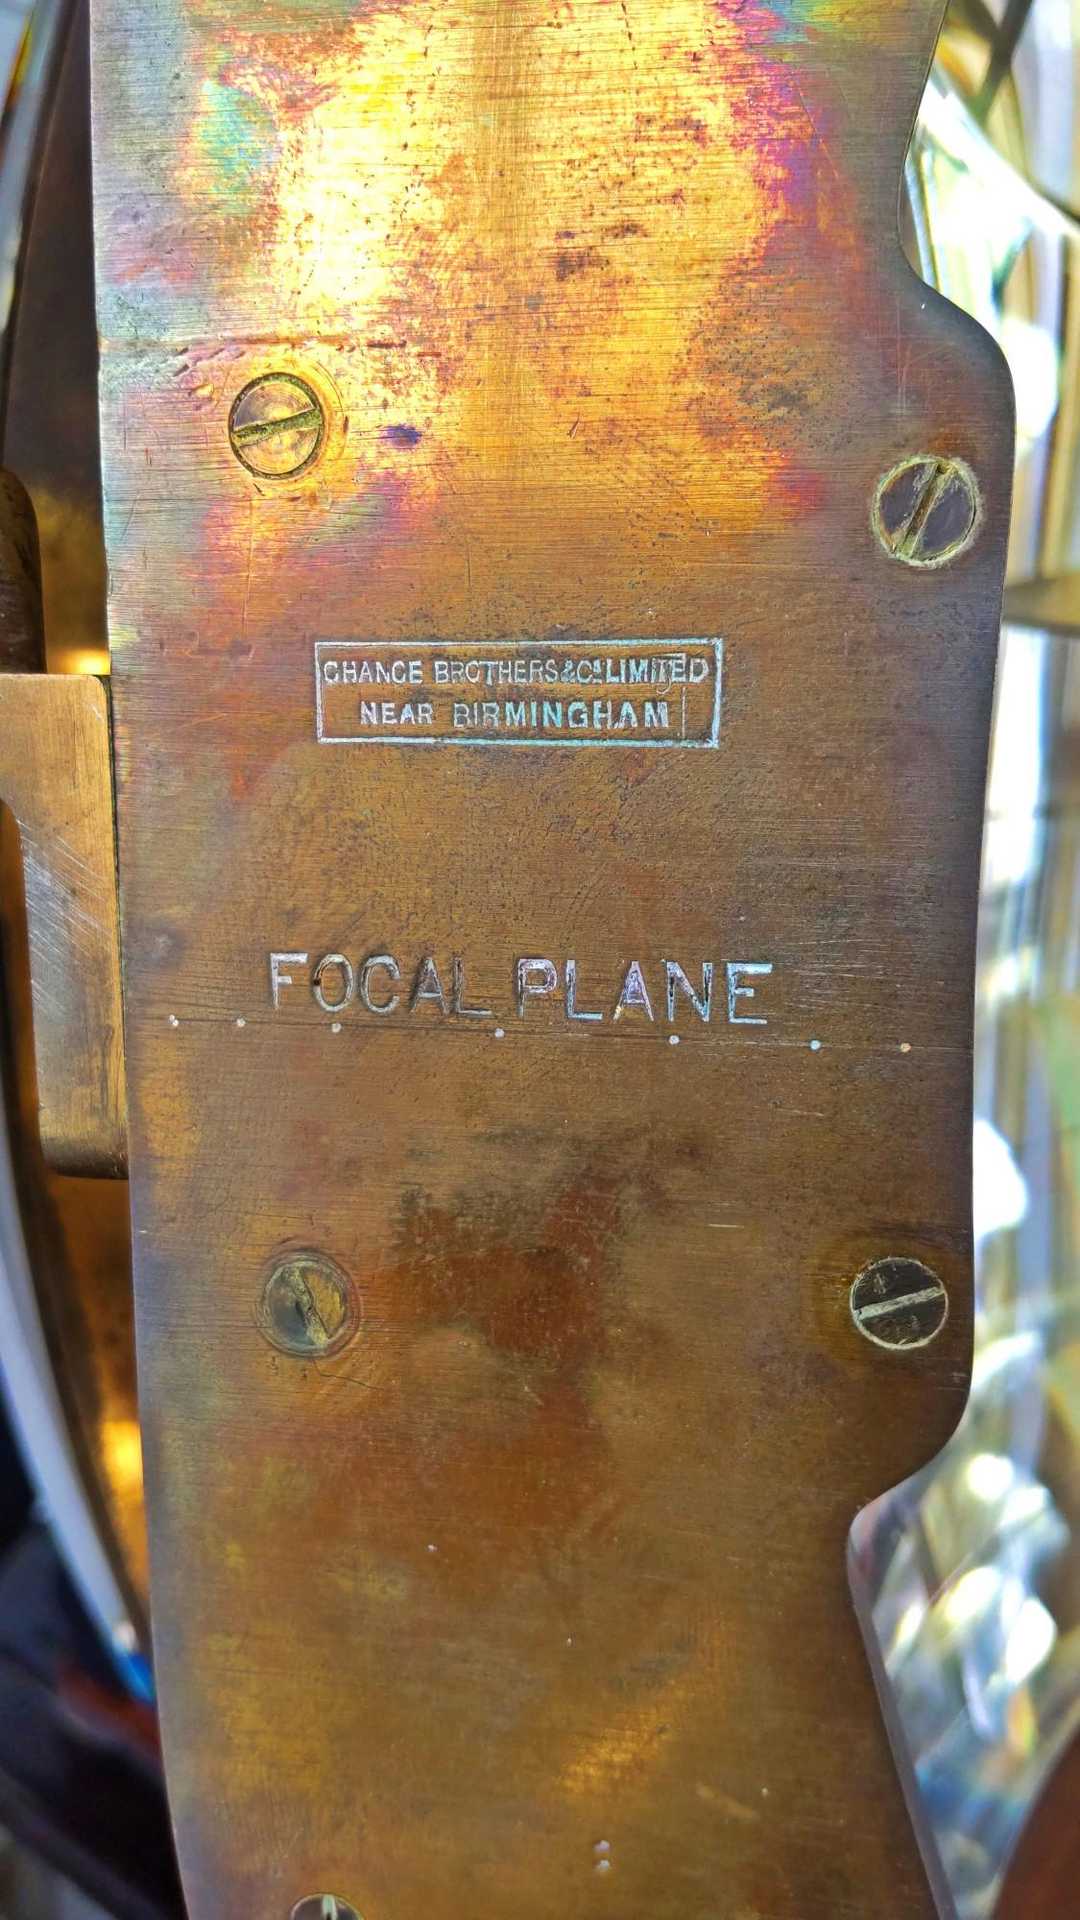 CHANCE BROTHERS & Co. LIMITED
NEAR BIRMINGHAM
FOCAL PLANE